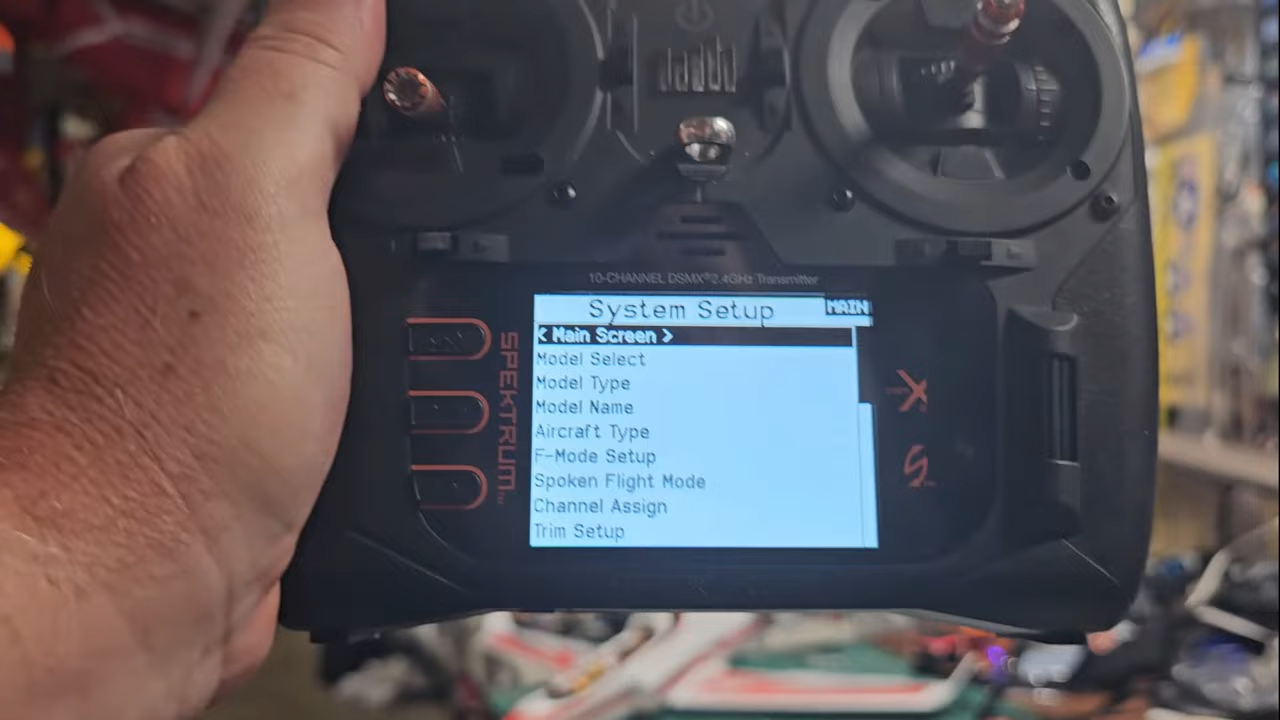 10-CHANNEL DSMX®2.4GHz Transmitter
System Setup
MAIN
< Main Screen >
Model Select
Model Type
Model Name
Aircraft Type
F-Mode Setup
Spoken Flight Mode
Channel Assign
Trim Setup
SPEKTRUM